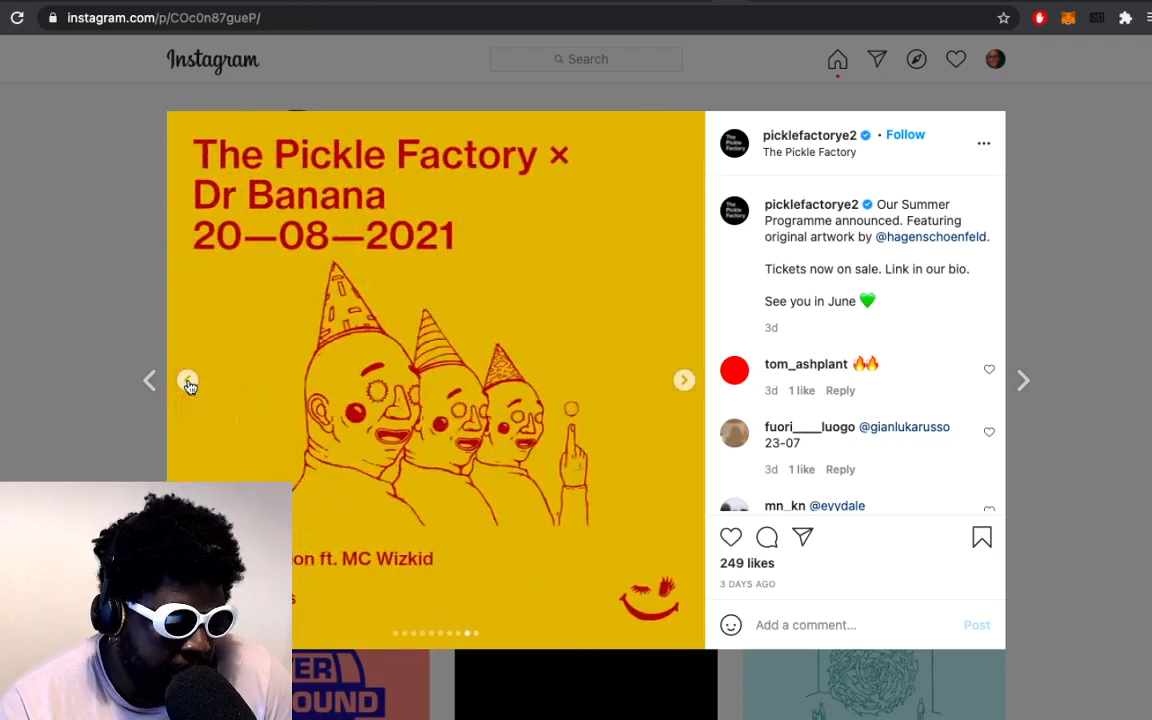 instagram.com/p/COc0n87gueP/
Instagram
Search
The Pickle Factory ×
Dr Banana
20—08—2021
on ft. MC Wizkid
picklefactorye2 • Follow
The Pickle Factory
picklefactorye2 Our Summer
Programme announced. Featuring
original artwork by @hagenschoenfeld.
Tickets now on sale. Link in our bio.
See you in June 💚
3d
tom_ashplant 🔥🔥
3d 1 like Reply
fuori____luogo @gianlukarusso
23-07
3d 1 like Reply
mn_kn @evydale
249 likes
3 DAYS AGO
Add a comment... Post